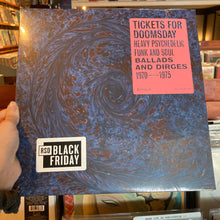 TICKETS FOR
DOOMSDAY
HEAVY PSYCHEDELIC
FUNK AND SOUL
BALLADS
AND DIRGES
1970—1975
RSD
BLACK
FRIDAY